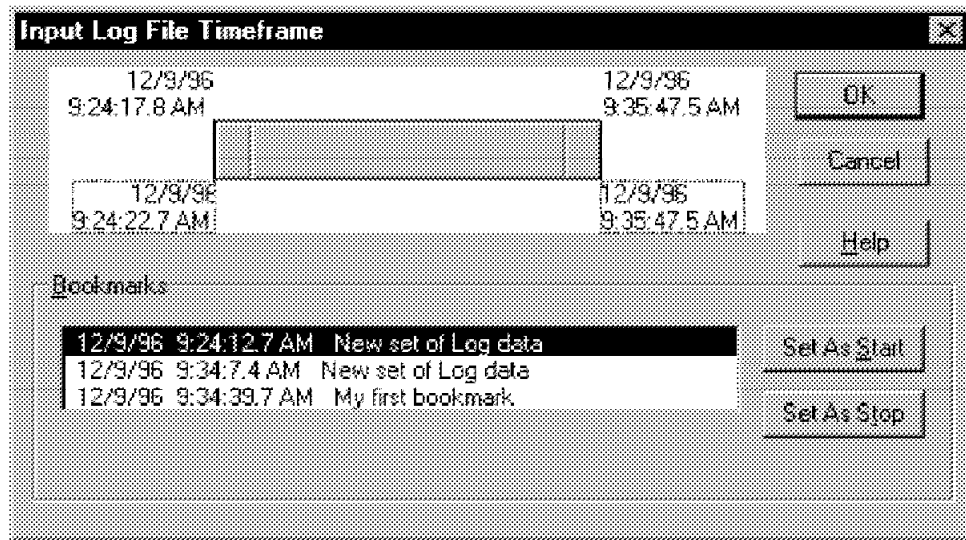 Input Log File Timeframe
12/9/96
9:24:17.8 AM
12/9/96
9:35:47.5 AM
OK
Cancel
12/9/96
9:24:22.7 AM
12/9/96
9:35:47.5 AM
Help
Bookmarks
12/9/96 9:24:12.7 AM New set of Log data
12/9/96 9:34:7.4 AM New set of Log data
12/9/96 9:34:39.7 AM My first bookmark
Set As Start
Set As Stop